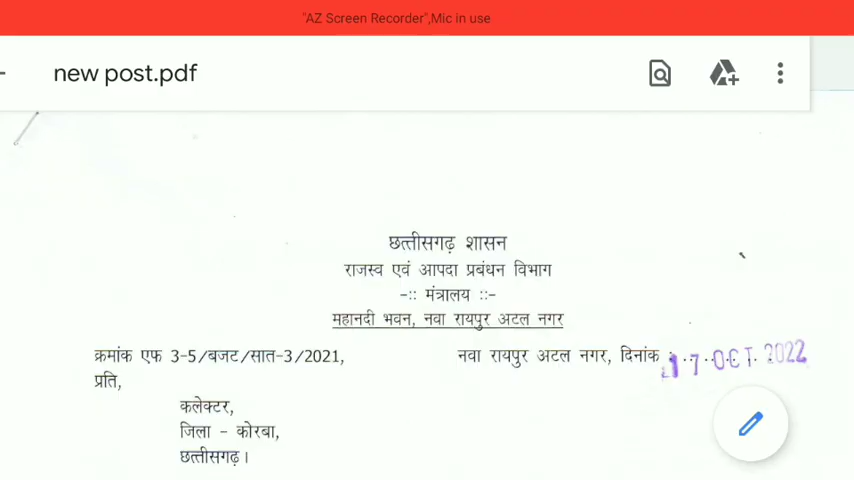 "AZ Screen Recorder",Mic in use
new post.pdf
छत्तीसगढ़ शासन
राजस्व एवं आपदा प्रबंधन विभाग
-:: मंत्रालय ::-
महानदी भवन, नवा रायपुर अटल नगर
क्रमांक एफ 3-5/बजट/सात-3/2021, नवा रायपुर अटल नगर, दिनांक : 17 OCT 2022
प्रति,
कलेक्टर,
जिला - कोरबा,
छत्तीसगढ़।